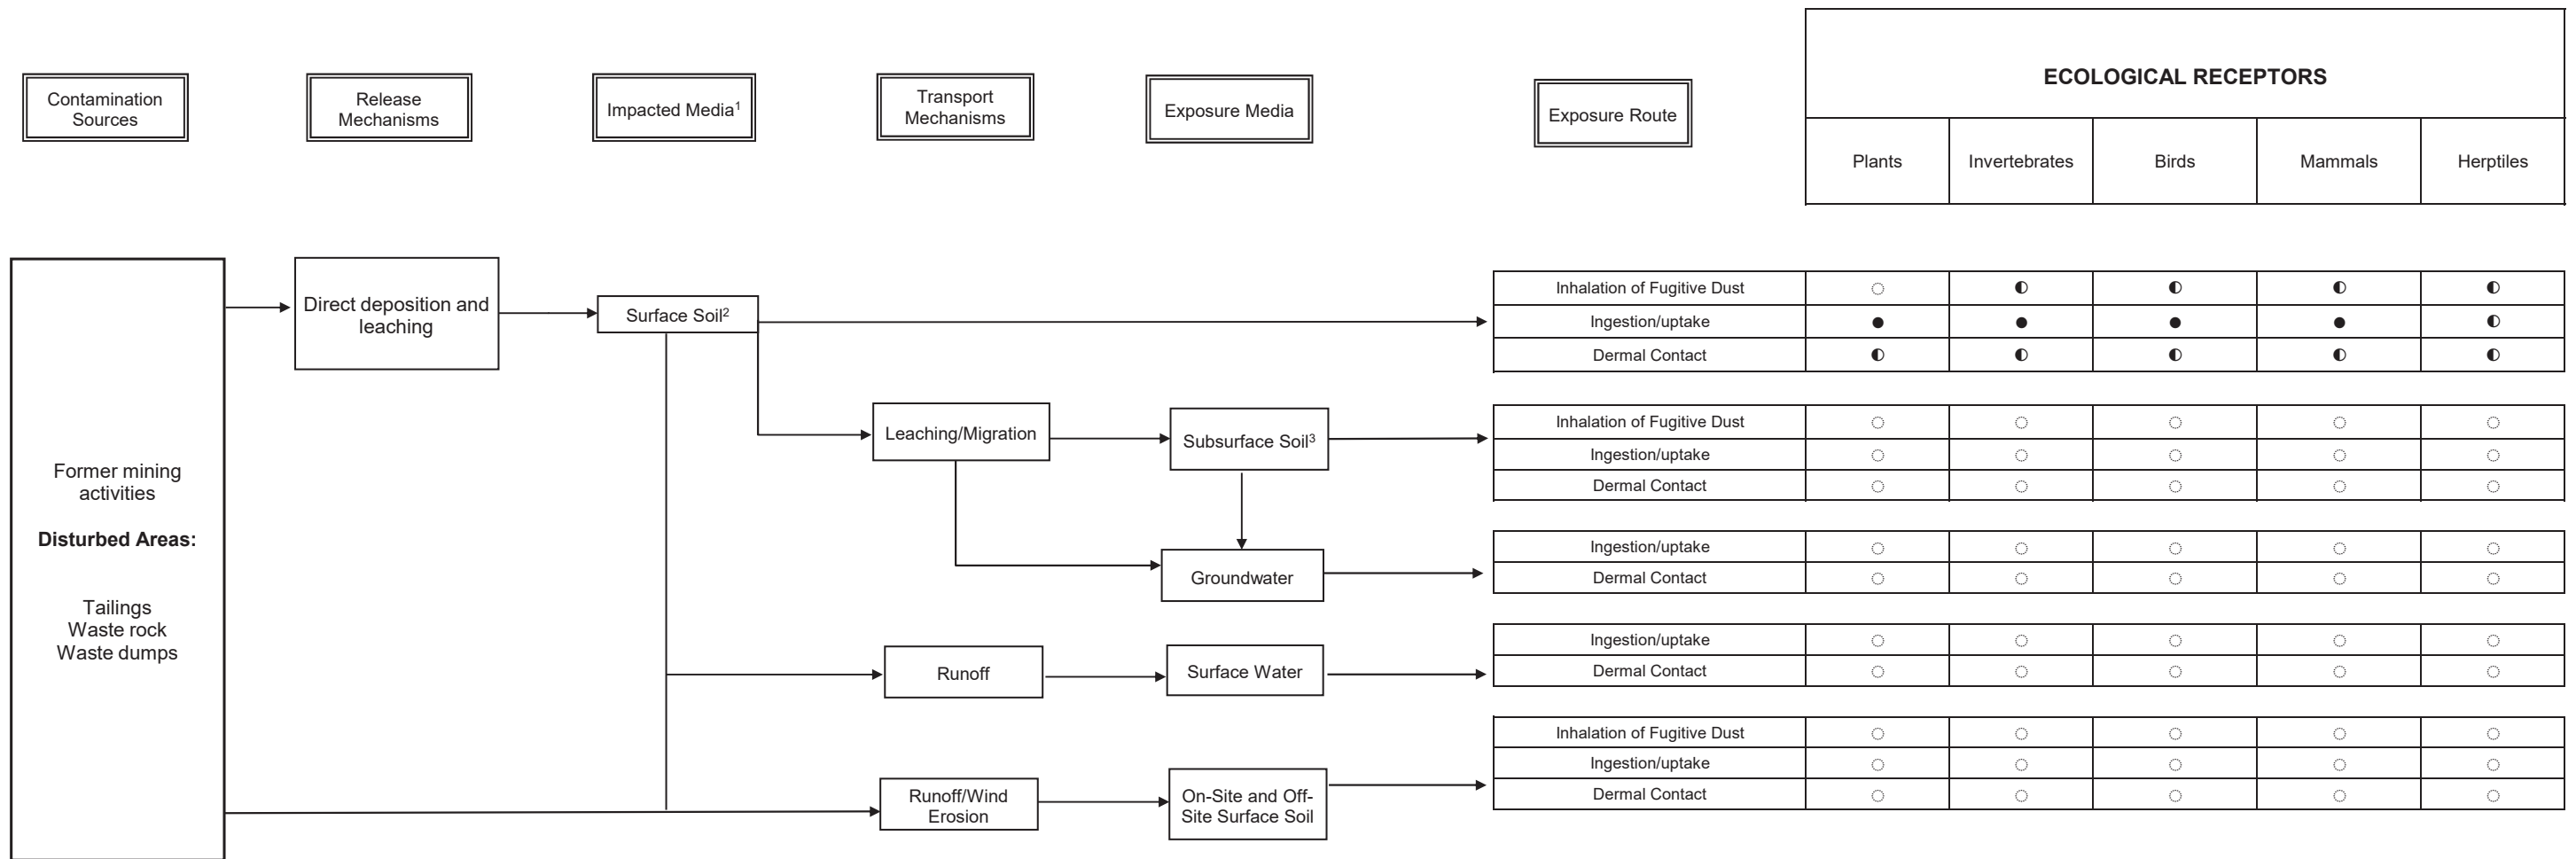 ECOLOGICAL RECEPTORS
Contamination
Sources
Release
Mechanisms
Impacted Media¹
Transport
Mechanisms
Exposure Media
Exposure Route
Plants
Invertebrates
Birds
Mammals
Herptiles
Former mining
activities
Disturbed Areas:
Tailings
Waste rock
Waste dumps
Direct deposition and
leaching
Surface Soil²
Inhalation of Fugitive Dust ◌ ◐ ◐ ◐ ◐
Ingestion/uptake ● ● ● ● ◐
Dermal Contact ◐ ◐ ◐ ◐ ◐
Leaching/Migration
Subsurface Soil³
Inhalation of Fugitive Dust ◌ ◌ ◌ ◌ ◌
Ingestion/uptake ◌ ◌ ◌ ◌ ◌
Dermal Contact ◌ ◌ ◌ ◌ ◌
Groundwater
Ingestion/uptake ◌ ◌ ◌ ◌ ◌
Dermal Contact ◌ ◌ ◌ ◌ ◌
Runoff
Surface Water
Ingestion/uptake ◌ ◌ ◌ ◌ ◌
Dermal Contact ◌ ◌ ◌ ◌ ◌
Runoff/Wind
Erosion
On-Site and Off-
Site Surface Soil
Inhalation of Fugitive Dust ◌ ◌ ◌ ◌ ◌
Ingestion/uptake ◌ ◌ ◌ ◌ ◌
Dermal Contact ◌ ◌ ◌ ◌ ◌